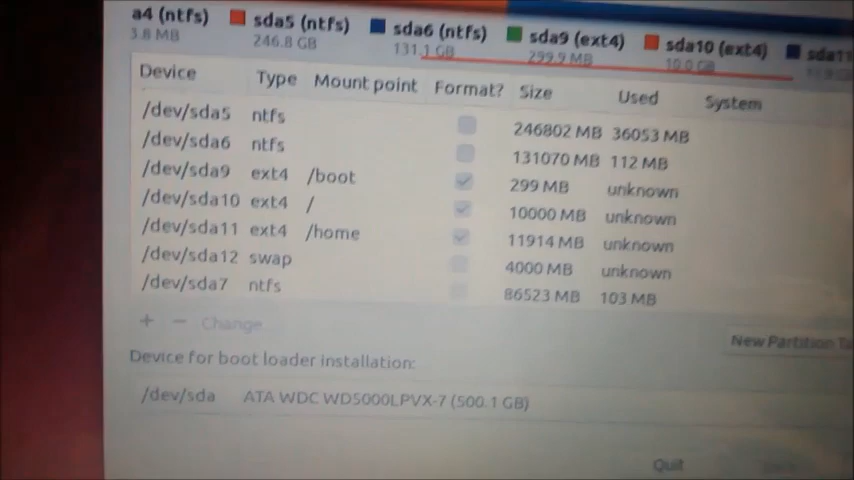 a4 (ntfs) sda5 (ntfs) sda6 (ntfs) sda9 (ext4) sda10 (ext4) sda11
3.8 MB 246.8 GB 131.1 GB 299.9 MB 10.0 GB
Device Type Mount point Format? Size Used System
/dev/sda5 ntfs 246802 MB 36053 MB
/dev/sda6 ntfs 131070 MB 112 MB
/dev/sda9 ext4 /boot 299 MB unknown
/dev/sda10 ext4 / 10000 MB unknown
/dev/sda11 ext4 /home 11914 MB unknown
/dev/sda12 swap 4000 MB unknown
/dev/sda7 ntfs 86523 MB 103 MB
+ − Change...
New Partition Ta
Device for boot loader installation:
/dev/sda ATA WDC WD5000LPVX-7 (500.1 GB)
Quit